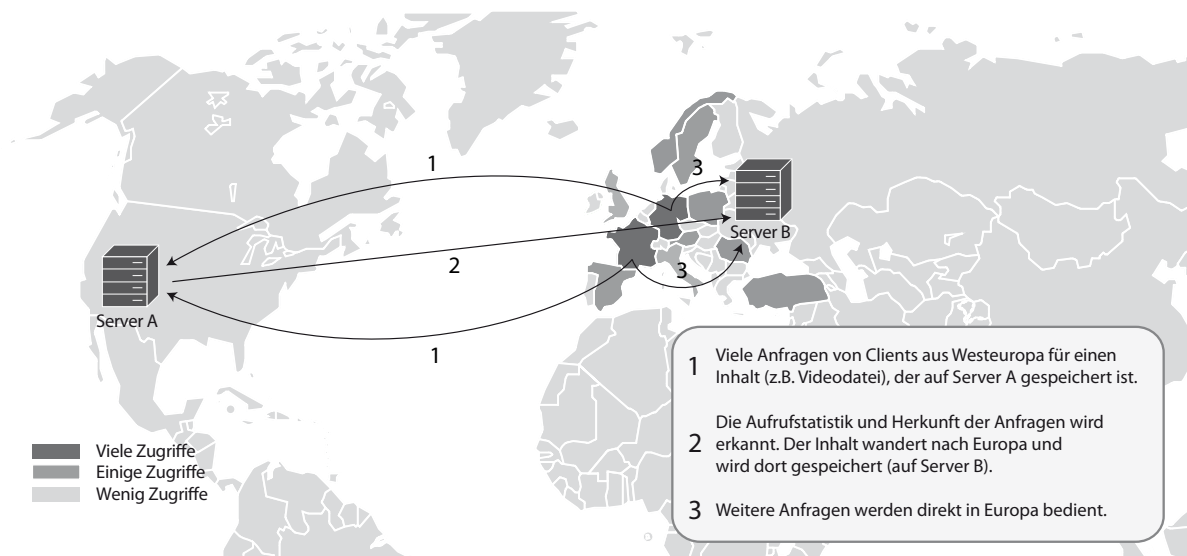 1
3
Server B
2
3
Server A
1
1 Viele Anfragen von Clients aus Westeuropa für einen
Inhalt (z.B. Videodatei), der auf Server A gespeichert ist.
2 Die Aufrufstatistik und Herkunft der Anfragen wird
erkannt. Der Inhalt wandert nach Europa und
wird dort gespeichert (auf Server B).
3 Weitere Anfragen werden direkt in Europa bedient.
Viele Zugriffe
Einige Zugriffe
Wenig Zugriffe